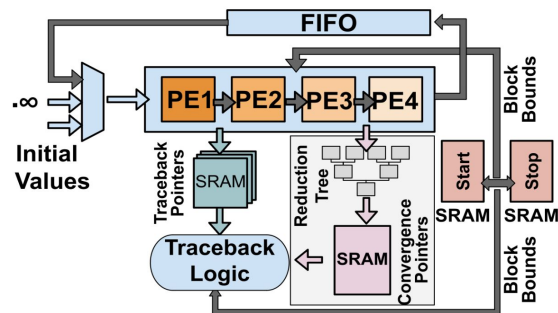 FIFO
PE1
PE2
PE3
PE4
-∞
Initial
Values
Traceback
Pointers
SRAM
Reduction
Tree
SRAM
Convergence
Pointers
Traceback
Logic
Block
Bounds
Start
Stop
SRAM
SRAM
Block
Bounds